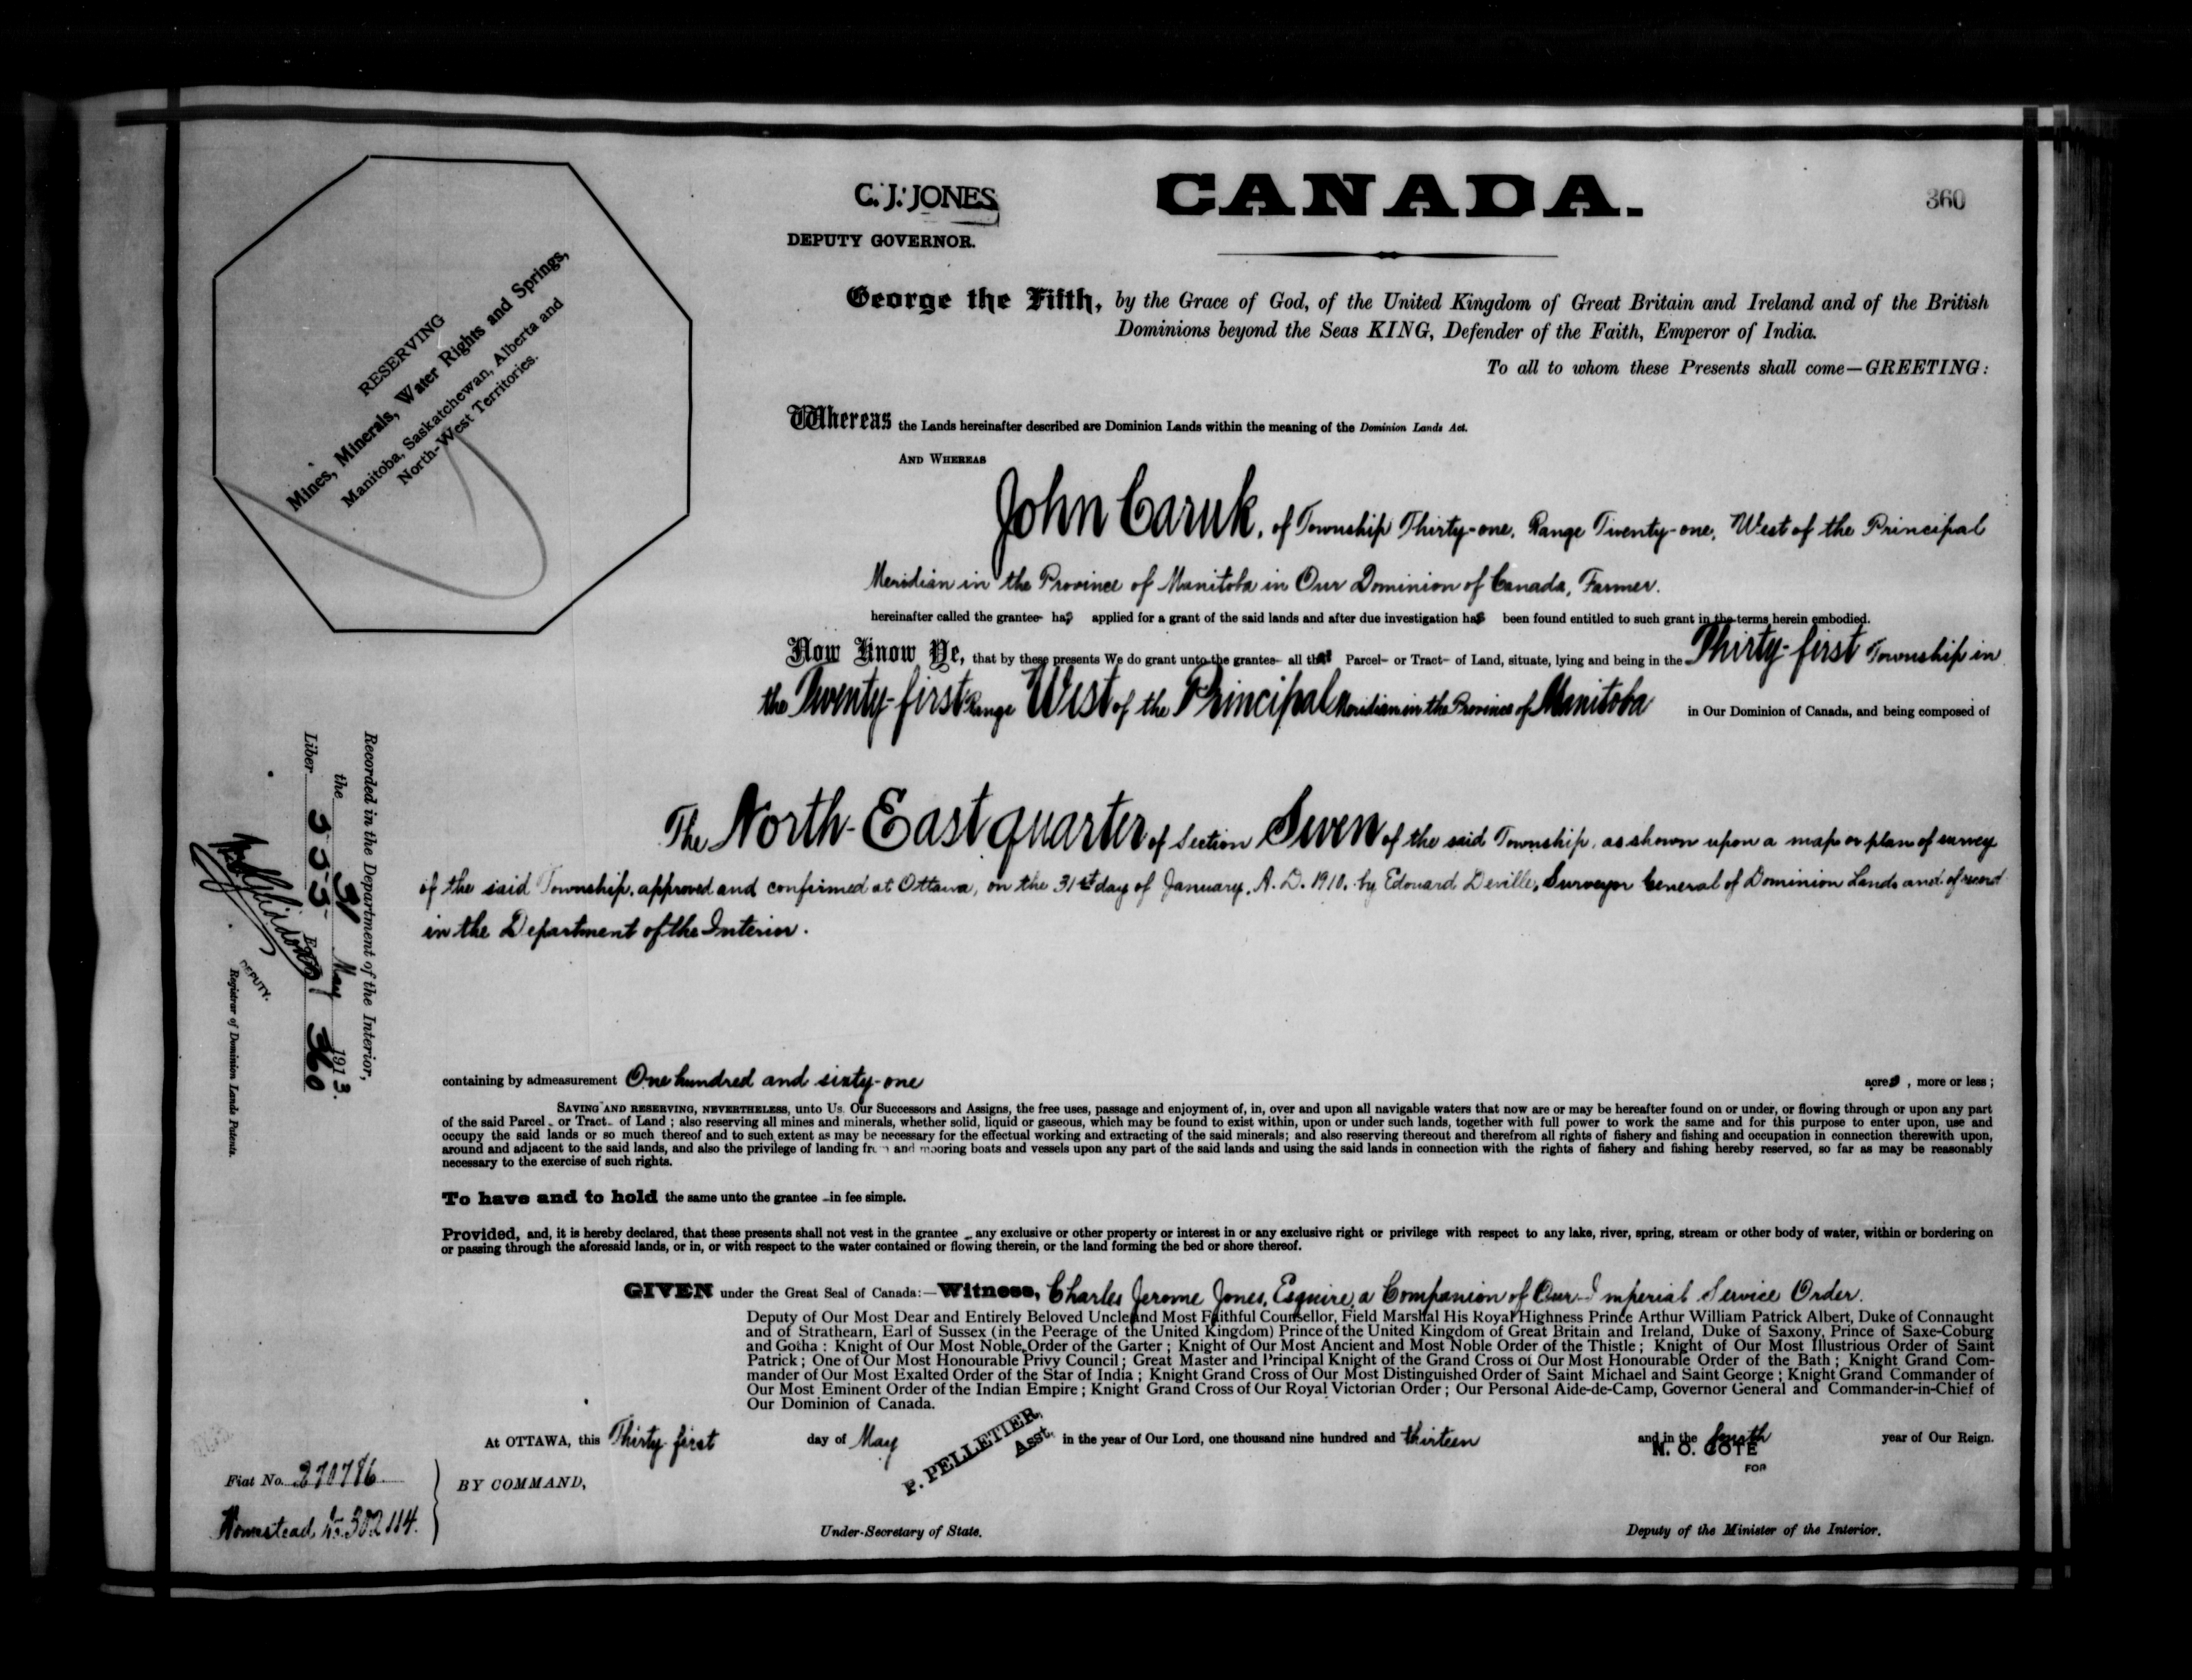 C. J. JONES
DEPUTY GOVERNOR.
CANADA.
360
RESERVING
Mines, Minerals, Water Rights and Springs,
Manitoba, Saskatchewan, Alberta and
North-West Territories.
George the Fifth, by the Grace of God, of the United Kingdom of Great Britain and Ireland and of the British
Dominions beyond the Seas KING, Defender of the Faith, Emperor of India.
To all to whom these Presents shall come—GREETING:
Whereas the Lands hereinafter described are Dominion Lands within the meaning of the Dominion Lands Act.
AND WHEREAS
John Caruk, of Township Thirty-one, Range Twenty-one, West of the Principal
Meridian in the Province of Manitoba in Our Dominion of Canada, Farmer.
hereinafter called the grantee- has applied for a grant of the said lands and after due investigation has been found entitled to such grant in the terms herein embodied.
Now Know Ye, that by these presents We do grant unto the grantee- all that Parcel- or Tract- of Land, situate, lying and being in the Thirty-first Township in
the Twenty-first Range West of the Principal Meridian in the Province of Manitoba in Our Dominion of Canada, and being composed of
The North-East quarter of Section Seven of the said Township, as shown upon a map or plan of survey
of the said Township, approved and confirmed at Ottawa, on the 31st day of January, A. D. 1910, by Edouard Deville, Surveyor General of Dominion Lands and of record
in the Department of the Interior.
Recorded in the Department of the Interior,
the 31 May 1913.
Liber 555 Folio 360
DEPUTY.
Registrar of Dominion Lands Patents.
containing by admeasurement One hundred and sixty-one acres, more or less;
SAVING AND RESERVING, NEVERTHELESS, unto Us, Our Successors and Assigns, the free uses, passage and enjoyment of, in, over and upon all navigable waters that now are or may be hereafter found on or under, or flowing through or upon any part
of the said Parcel - or Tract- of Land; also reserving all mines and minerals, whether solid, liquid or gaseous, which may be found to exist within, upon or under such lands, together with full power to work the same and for this purpose to enter upon, use and
occupy the said lands or so much thereof and to such extent as may be necessary for the effectual working and extracting of the said minerals; and also reserving thereout and therefrom all rights of fishery and fishing and occupation in connection therewith upon,
around and adjacent to the said lands, and also the privilege of landing from and mooring boats and vessels upon any part of the said lands and using the said lands in connection with the rights of fishery and fishing hereby reserved, so far as may be reasonably
necessary to the exercise of such rights.
To have and to hold the same unto the grantee -in fee simple.
Provided, and, it is hereby declared, that these presents shall not vest in the grantee - any exclusive or other property or interest in or any exclusive right or privilege with respect to any lake, river, spring, stream or other body of water, within or bordering on
or passing through the aforesaid lands, or in, or with respect to the water contained or flowing therein, or the land forming the bed or shore thereof.
GIVEN under the Great Seal of Canada:—Witness, Charles Jerome Jones, Esquire, a Companion of Our Imperial Service Order.
Deputy of Our Most Dear and Entirely Beloved Uncle and Most Faithful Counsellor, Field Marshal His Royal Highness Prince Arthur William Patrick Albert, Duke of Connaught
and of Strathearn, Earl of Sussex (in the Peerage of the United Kingdom) Prince of the United Kingdom of Great Britain and Ireland, Duke of Saxony, Prince of Saxe-Coburg
and Gotha: Knight of Our Most Noble Order of the Garter; Knight of Our Most Ancient and Most Noble Order of the Thistle; Knight of Our Most Illustrious Order of Saint
Patrick; One of Our Most Honourable Privy Council; Great Master and Principal Knight of the Grand Cross of Our Most Honourable Order of the Bath; Knight Grand Com-
mander of Our Most Exalted Order of the Star of India; Knight Grand Cross of Our Most Distinguished Order of Saint Michael and Saint George; Knight Grand Commander of
Our Most Eminent Order of the Indian Empire; Knight Grand Cross of Our Royal Victorian Order; Our Personal Aide-de-Camp, Governor General and Commander-in-Chief of
Our Dominion of Canada.
At OTTAWA, this Thirty first day of May in the year of Our Lord, one thousand nine hundred and thirteen and in the fourth year of Our Reign.
P. PELLETIER,
Asst.
N. O. COTE
FOR
Fiat No. 270786
BY COMMAND,
Homestead No. 302114.
Under-Secretary of State.
Deputy of the Minister of the Interior.